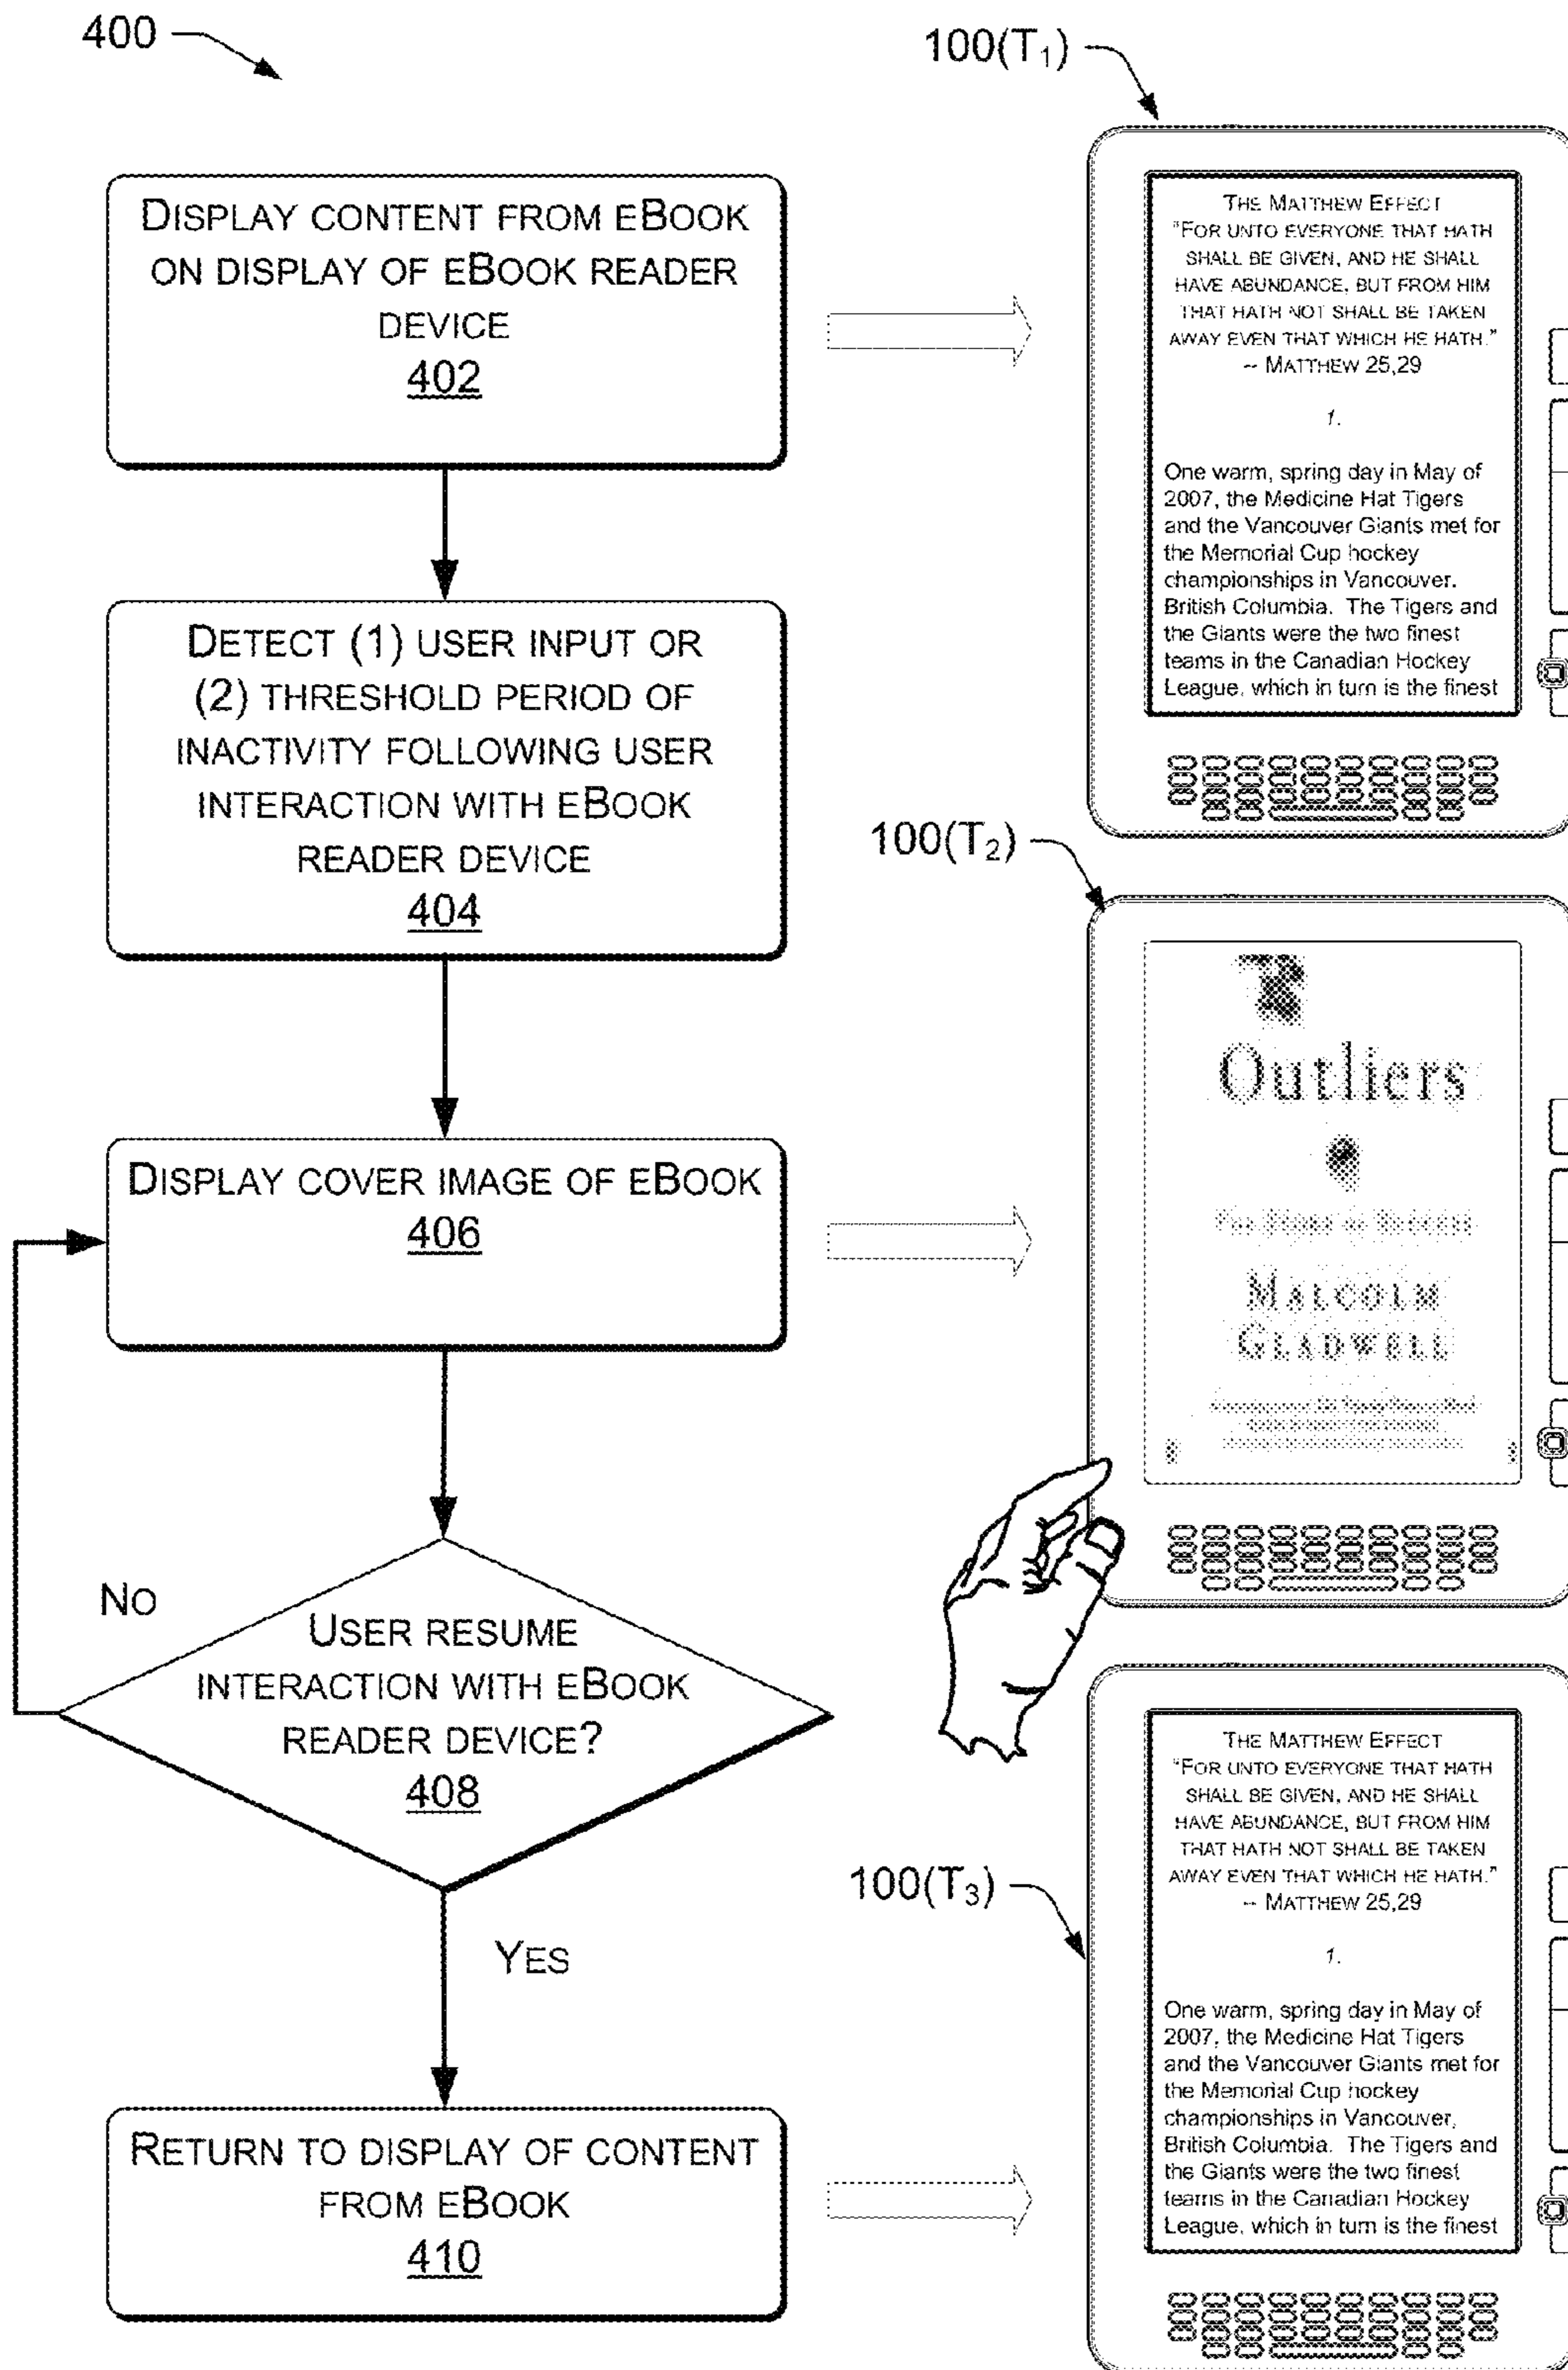 400
100(T1)
DISPLAY CONTENT FROM EBOOK
ON DISPLAY OF EBOOK READER
DEVICE
402
THE MATTHEW EFFECT
"FOR UNTO EVERYONE THAT HATH
SHALL BE GIVEN, AND HE SHALL
HAVE ABUNDANCE, BUT FROM HIM
THAT HATH NOT SHALL BE TAKEN
AWAY EVEN THAT WHICH HE HATH."
-- MATTHEW 25,29
1.
One warm, spring day in May of
2007, the Medicine Hat Tigers
and the Vancouver Giants met for
the Memorial Cup hockey
championships in Vancouver.
British Columbia. The Tigers and
the Giants were the two finest
teams in the Canadian Hockey
League, which in turn is the finest
DETECT (1) USER INPUT OR
(2) THRESHOLD PERIOD OF
INACTIVITY FOLLOWING USER
INTERACTION WITH EBOOK
READER DEVICE
404
100(T2)
Outliers
MALCOLM
GLADWELL
DISPLAY COVER IMAGE OF EBOOK
406
NO
USER RESUME
INTERACTION WITH EBOOK
READER DEVICE?
408
YES
100(T3)
THE MATTHEW EFFECT
"FOR UNTO EVERYONE THAT HATH
SHALL BE GIVEN, AND HE SHALL
HAVE ABUNDANCE, BUT FROM HIM
THAT HATH NOT SHALL BE TAKEN
AWAY EVEN THAT WHICH HE HATH."
-- MATTHEW 25,29
1.
One warm, spring day in May of
2007, the Medicine Hat Tigers
and the Vancouver Giants met for
the Memorial Cup hockey
championships in Vancouver,
British Columbia. The Tigers and
the Giants were the two finest
teams in the Canadian Hockey
League, which in turn is the finest
RETURN TO DISPLAY OF CONTENT
FROM EBOOK
410